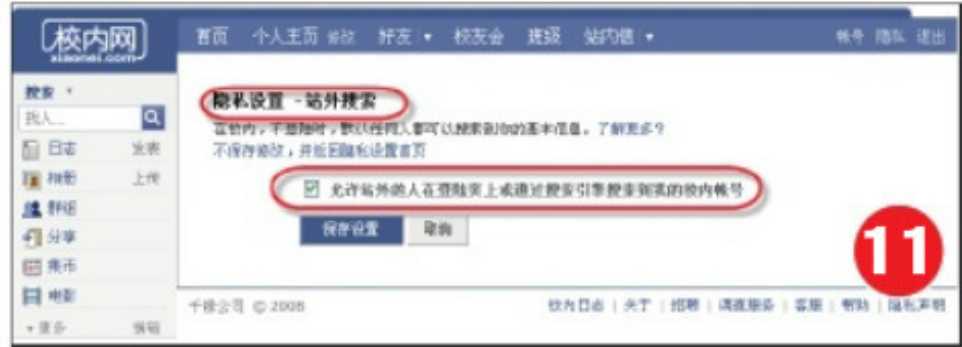 校内网
xiaonei.com
首页 个人主页 修改 好友 校友会 班级 站内信 帐号 隐私 退出
搜索
找人...
日志 发表
相册 上传
群组
分享
集币
电影
更多 编辑
隐私设置 - 站外搜索
在校内,不登陆时,默认任何人都可以搜索到你的基本信息。了解更多?
不保存修改,并返回隐私设置首页
允许站外的人在登陆页上或通过搜索引擎搜索到我的校内帐号
保存设置 取消
11
千橡公司 © 2008 校内日志 | 关于 | 招聘 | 客服 | 帮助 | 隐私声明